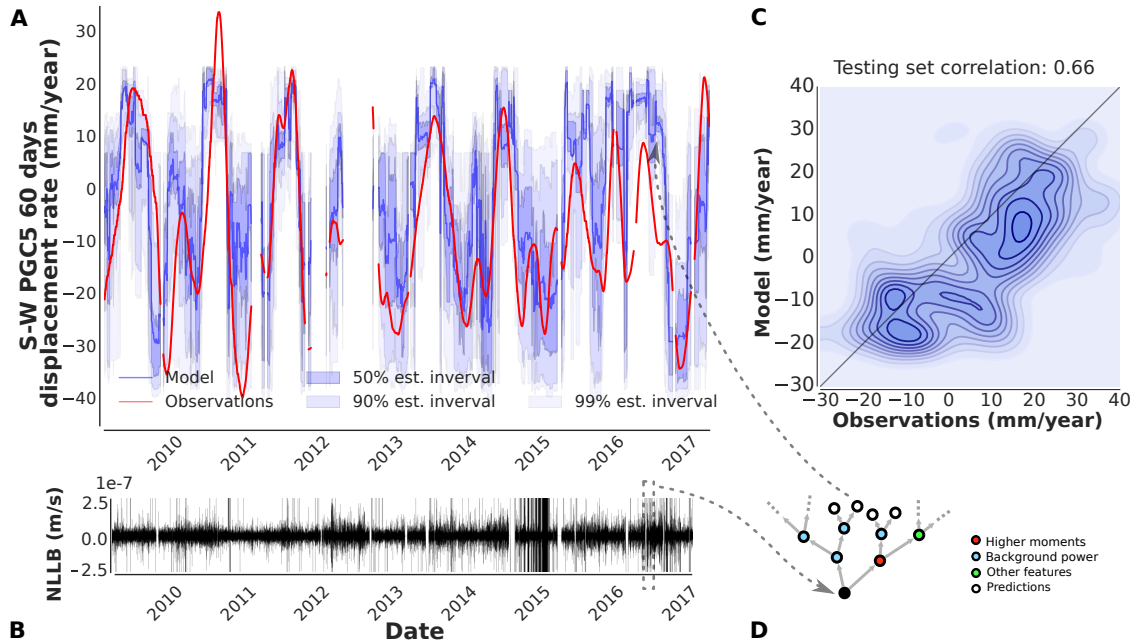 A
S-W PGC5 60 days
displacement rate (mm/year)
30
20
10
0
−10
−20
−30
−40
Model
Observations
50% est. inverval
90% est. inverval
99% est. inverval
2010
2011
2012
2013
2014
2015
2016
2017
1e-7
NLLB (m/s)
2.5
0.0
−2.5
2010
2011
2012
2013
2014
2015
2016
2017
B
Date
C
Testing set correlation: 0.66
Model (mm/year)
40
30
20
10
0
−10
−20
−30
−30
−20
−10
0
10
20
30
40
Observations (mm/year)
Higher moments
Background power
Other features
Predictions
D